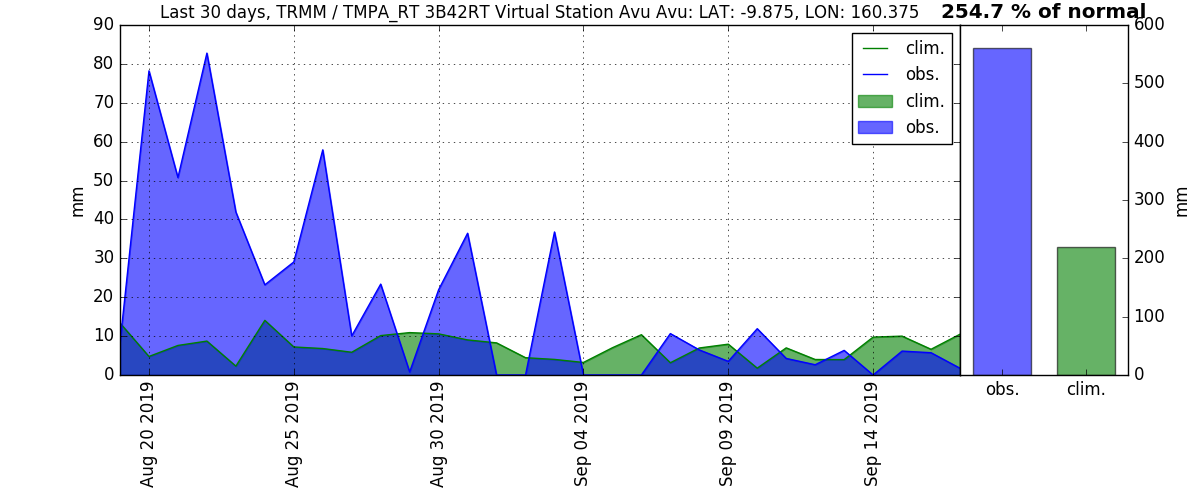 Last 30 days, TRMM / TMPA_RT 3B42RT Virtual Station Avu Avu: LAT: -9.875, LON: 160.375
254.7 % of normal
90
80
70
60
50
40
30
20
10
0
mm
clim.
obs.
clim.
obs.
Aug 20 2019
Aug 25 2019
Aug 30 2019
Sep 04 2019
Sep 09 2019
Sep 14 2019
600
500
400
300
200
100
0
mm
obs.
clim.